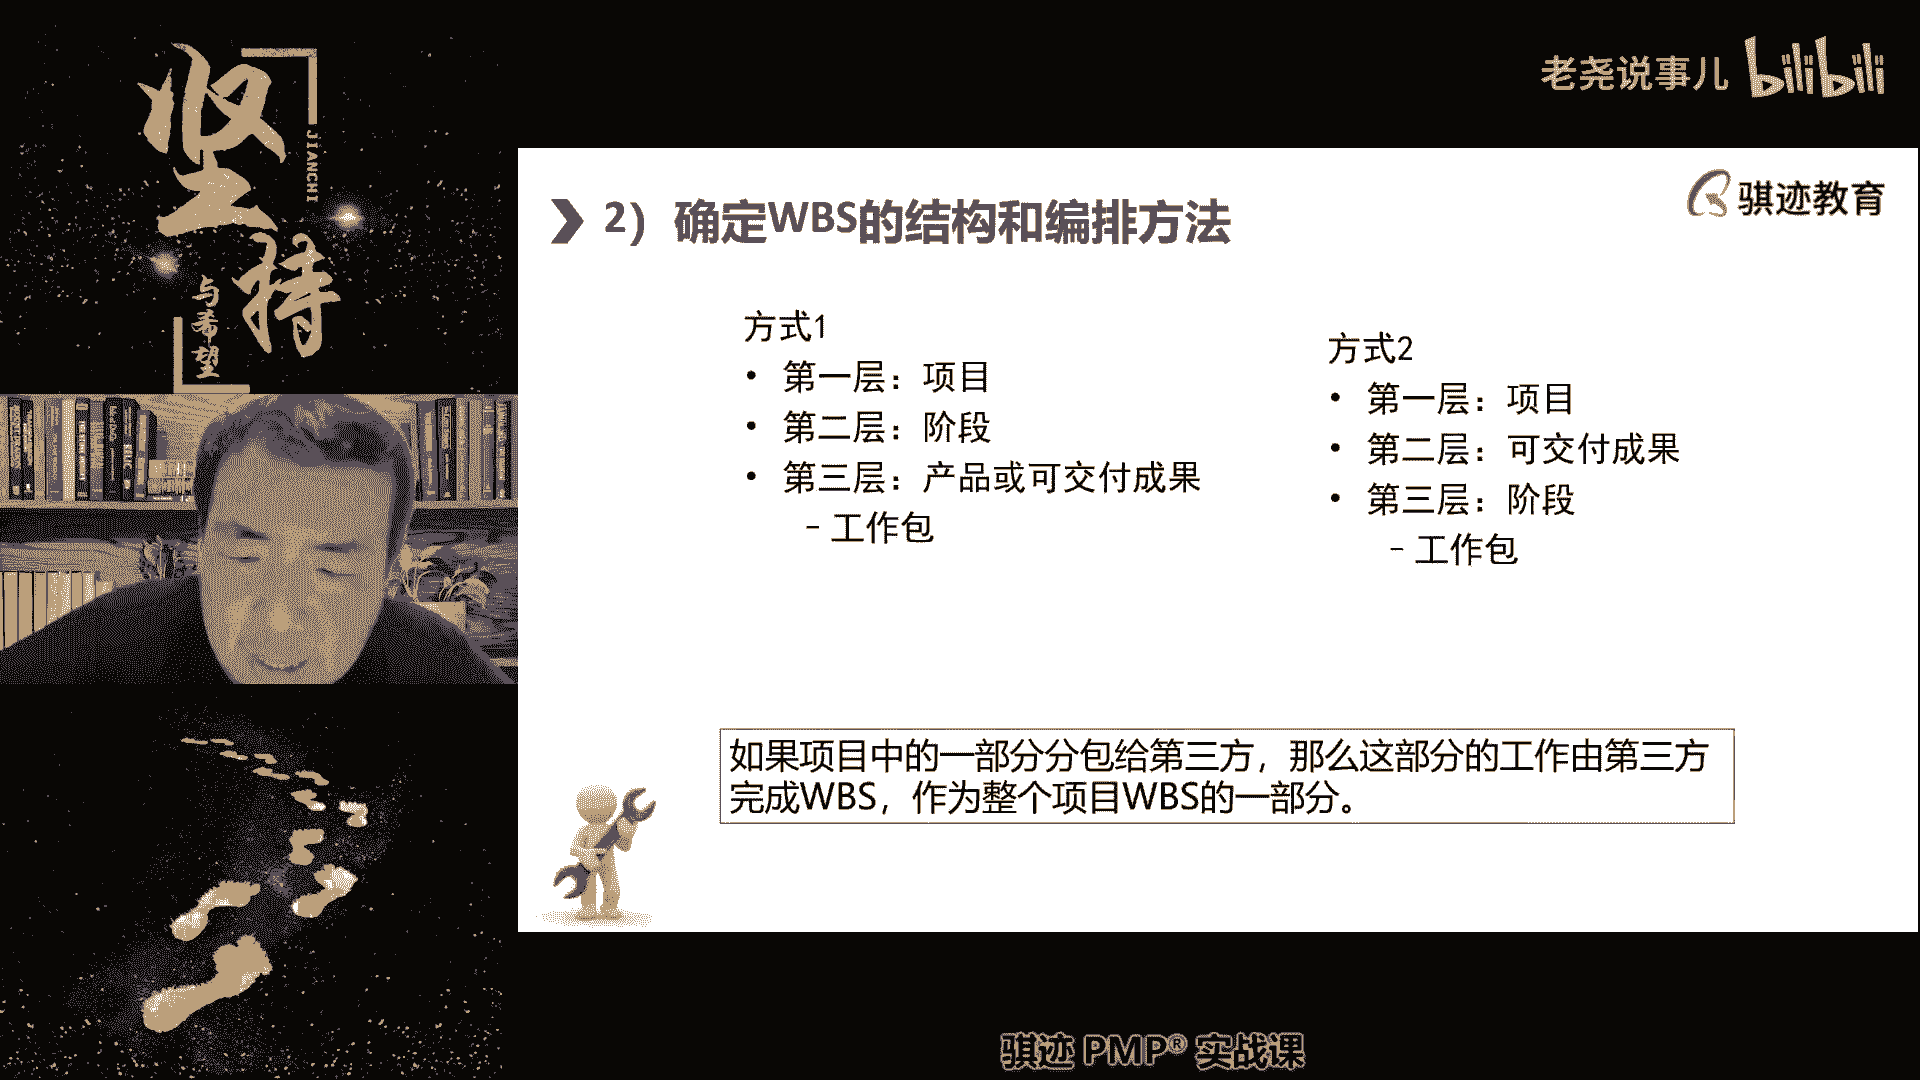 坚持
JIANCHI
与希望
老尧说事儿 bilibili
骐迹教育
2）确定WBS的结构和编排方法
方式1
• 第一层：项目
• 第二层：阶段
• 第三层：产品或可交付成果
– 工作包
方式2
• 第一层：项目
• 第二层：可交付成果
• 第三层：阶段
– 工作包
如果项目中的一部分分包给第三方，那么这部分的工作由第三方
完成WBS，作为整个项目WBS的一部分。
骐迹 PMP® 实战课